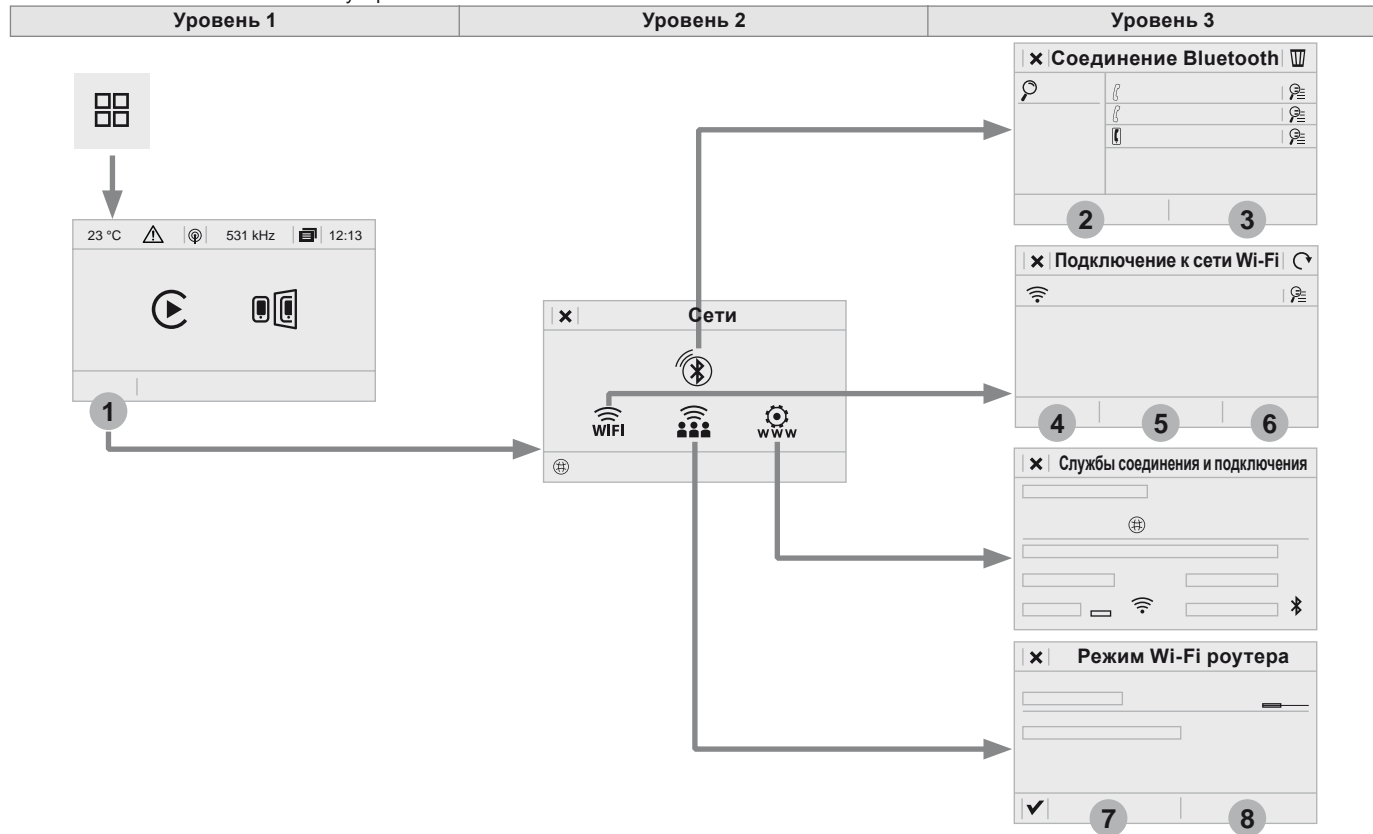 Уровень 1
Уровень 2
Уровень 3
23 °C 531 kHz 12:13
1
Сети
WIFI
www
Соединение Bluetooth
2 3
Подключение к сети Wi-Fi
4 5 6
Службы соединения и подключения
Режим Wi-Fi роутера
7 8